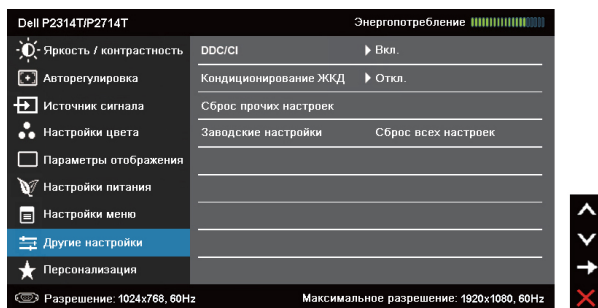 Dell P2314T/P2714T Энергопотребление
Яркость / контрастность DDC/CI Вкл.
Авторегулировка Кондиционирование ЖКД Откл.
Источник сигнала Сброс прочих настроек
Настройки цвета Заводские настройки Сброс всех настроек
Параметры отображения
Настройки питания
Настройки меню
Другие настройки
Персонализация
Разрешение: 1024x768, 60Hz Максимальное разрешение: 1920x1080, 60Hz